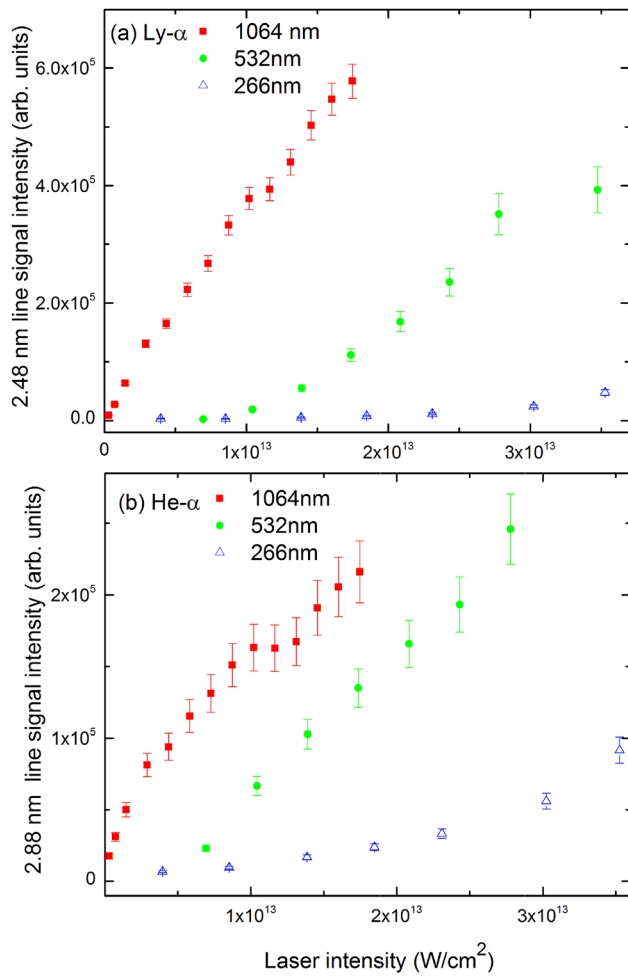 (a) Ly-α
1064 nm
532nm
266nm
2.48 nm line signal intensity (arb. units)
6.0x10⁵
4.0x10⁵
2.0x10⁵
0.0
0
1x10¹³
2x10¹³
3x10¹³
(b) He-α
1064nm
532nm
266nm
2.88 nm line signal intensity (arb. units)
2x10⁵
1x10⁵
0
1x10¹³
2x10¹³
3x10¹³
Laser intensity (W/cm²)